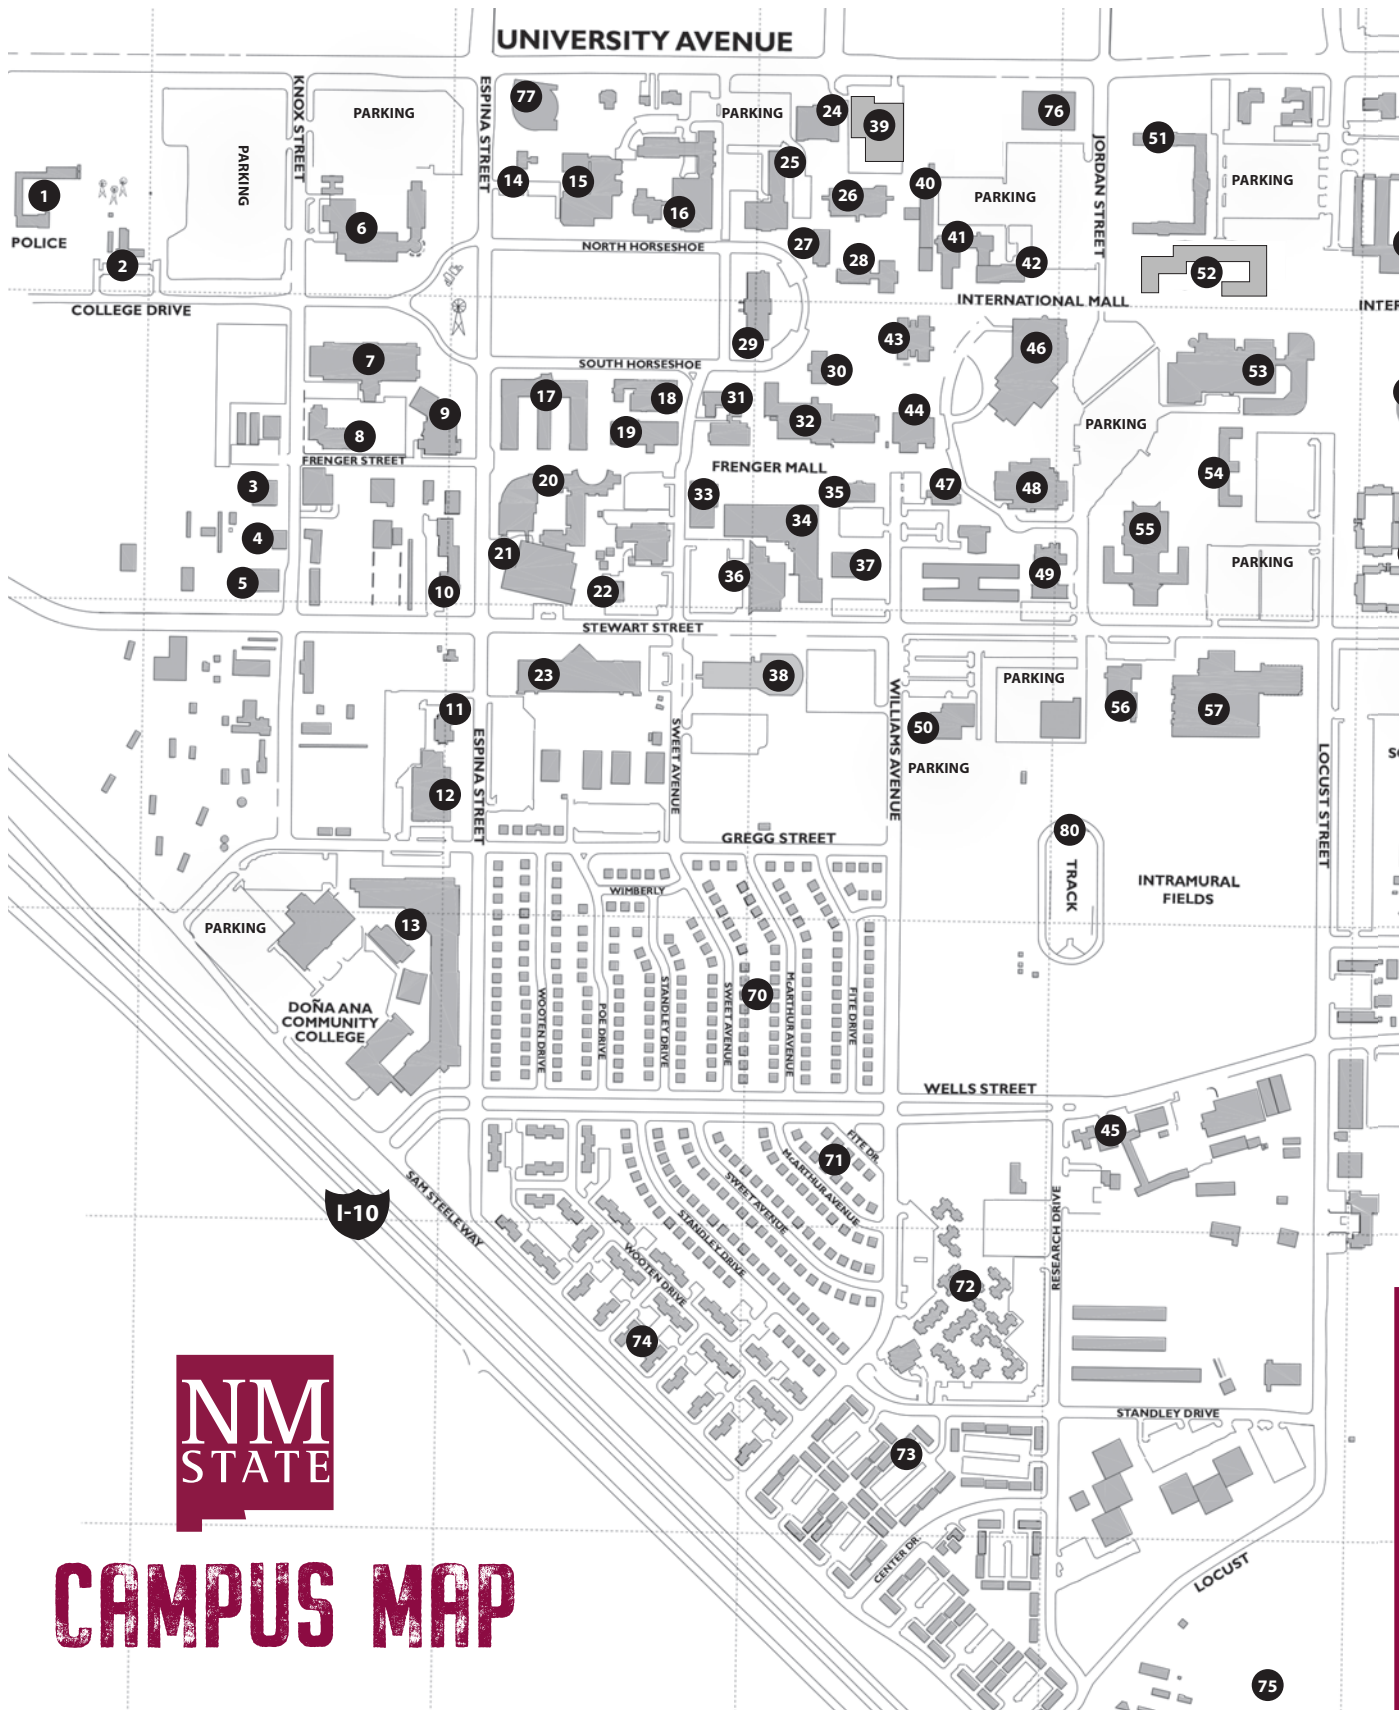 UNIVERSITY AVENUE
KNOX STREET
ESPINA STREET
PARKING
PARKING
PARKING
77
24
39
76
51
JORDAN STREET
1
POLICE
2
6
14
15
16
25
26
40
PARKING
PARKING
27
28
41
42
52
NORTH HORSESHOE
COLLEGE DRIVE
INTERNATIONAL MALL
INTER
29
43
46
7
SOUTH HORSESHOE
30
53
17
18
31
9
32
44
PARKING
8
19
FRENGER STREET
FRENGER MALL
54
3
20
33
35
47
48
34
55
4
21
5
10
22
36
37
49
PARKING
STEWART STREET
23
38
PARKING
WILLIAMS AVENUE
11
ESPINA STREET
SWEET AVENUE
50
56
57
PARKING
LOCUST STREET
12
GREGG STREET
80
TRACK
INTRAMURAL
FIELDS
WIMBERLY
PARKING
13
DOÑA ANA
COMMUNITY
COLLEGE
WOOTEN DRIVE
POE DRIVE
STANDLEY DRIVE
SWEET AVENUE
70
McARTHUR AVENUE
FITE DRIVE
WELLS STREET
45
FITE DR.
71
McARTHUR AVENUE
SWEET AVENUE
STANDLEY DRIVE
WOOTEN DRIVE
SAM STEELE WAY
I-10
RESEARCH DRIVE
72
74
NM
STATE
STANDLEY DRIVE
73
CENTER DR.
LOCUST
CAMPUS MAP
75